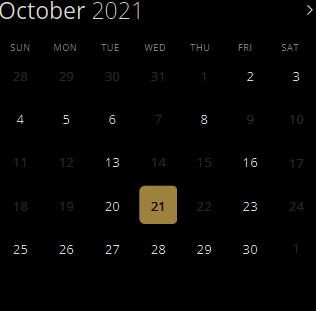 October 2021 >
SUN MON TUE WED THU FRI SAT
28 29 30 31 1 2 3
4 5 6 7 8 9 10
11 12 13 14 15 16 17
18 19 20 21 22 23 24
25 26 27 28 29 30 1